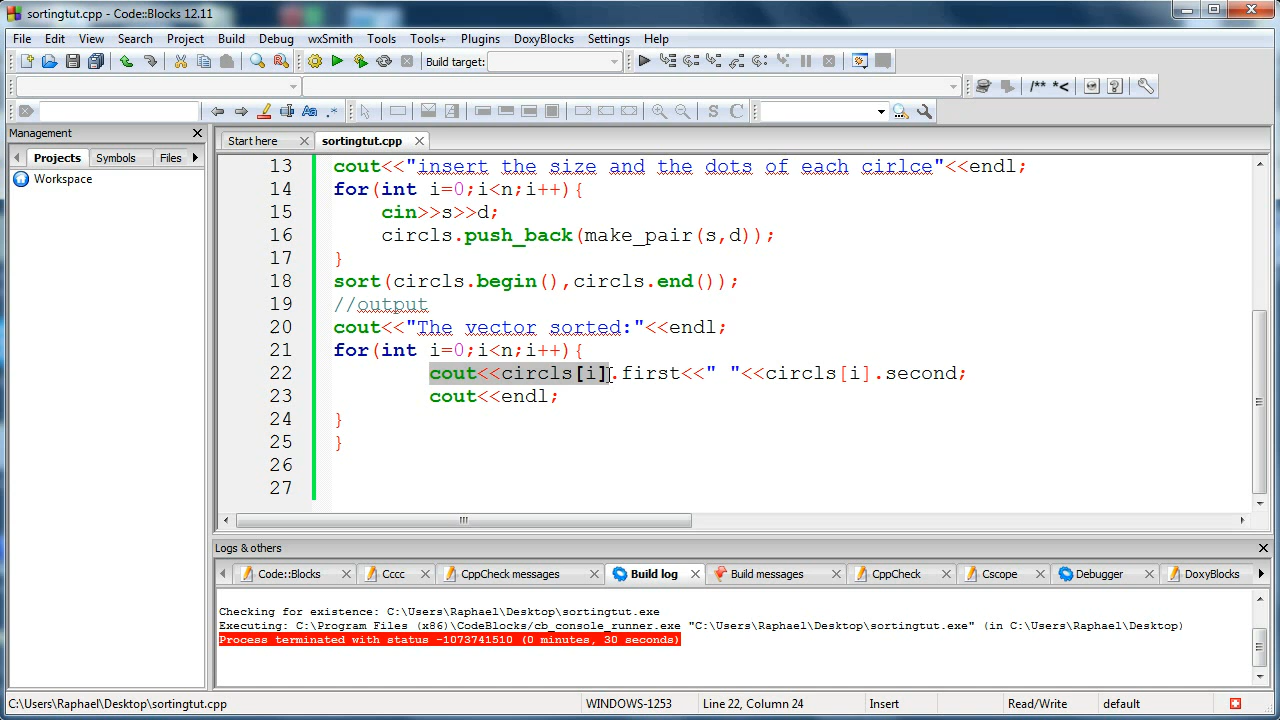 sortingtut.cpp - Code::Blocks 12.11
File Edit View Search Project Build Debug wxSmith Tools Tools+ Plugins DoxyBlocks Settings Help
Build target:
/** *<
Aa .*
S C
Management
Projects Symbols Files
Workspace
Start here sortingtut.cpp
13 cout<<"insert the size and the dots of each cirlce"<<endl;
14 for(int i=0;i<n;i++){
15 cin>>s>>d;
16 circls.push_back(make_pair(s,d));
17 }
18 sort(circls.begin(),circls.end());
19 //output
20 cout<<"The vector sorted:"<<endl;
21 for(int i=0;i<n;i++){
22 cout<<circls[i].first<<" "<<circls[i].second;
23 cout<<endl;
24 }
25 }
26
27
Logs & others
Code::Blocks Cccc CppCheck messages Build log Build messages CppCheck Cscope Debugger DoxyBlocks
Checking for existence: C:\Users\Raphael\Desktop\sortingtut.exe
Executing: C:\Program Files (x86)\CodeBlocks/cb_console_runner.exe "C:\Users\Raphael\Desktop\sortingtut.exe" (in C:\Users\Raphael\Desktop)
Process terminated with status -1073741510 (0 minutes, 30 seconds)
C:\Users\Raphael\Desktop\sortingtut.cpp WINDOWS-1253 Line 22, Column 24 Insert Read/Write default